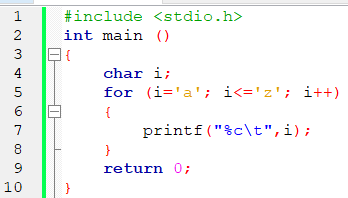 1 #include <stdio.h>
2 int main ()
3 {
4 char i;
5 for (i='a'; i<='z'; i++)
6 {
7 printf("%c\t",i);
8 }
9 return 0;
10 }